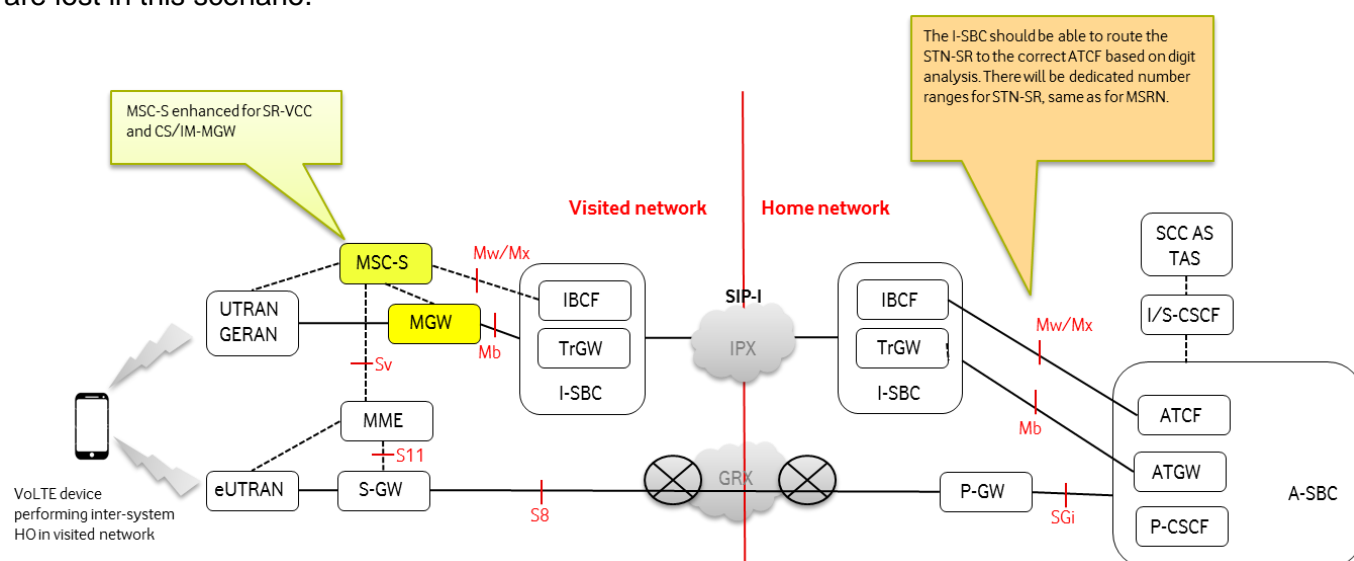 are lost in this scenario.
The I-SBC should be able to route the
STN-SR to the correct ATCF based on digit
analysis. There will be dedicated number
ranges for STN-SR, same as for MSRN.
MSC-S enhanced for SR-VCC
and CS/IM-MGW
Visited network
Home network
MSC-S
Mw/Mx
SCC AS
TAS
UTRAN
GERAN
MGW
Mb
IBCF
TrGW
I-SBC
SIP-I
IPX
IBCF
TrGW
I-SBC
Mw/Mx
Mb
I/S-CSCF
Sv
MME
S11
eUTRAN
S-GW
S8
GRX
P-GW
SGi
ATCF
ATGW
P-CSCF
A-SBC
VoLTE device
performing inter-system
HO in visited network